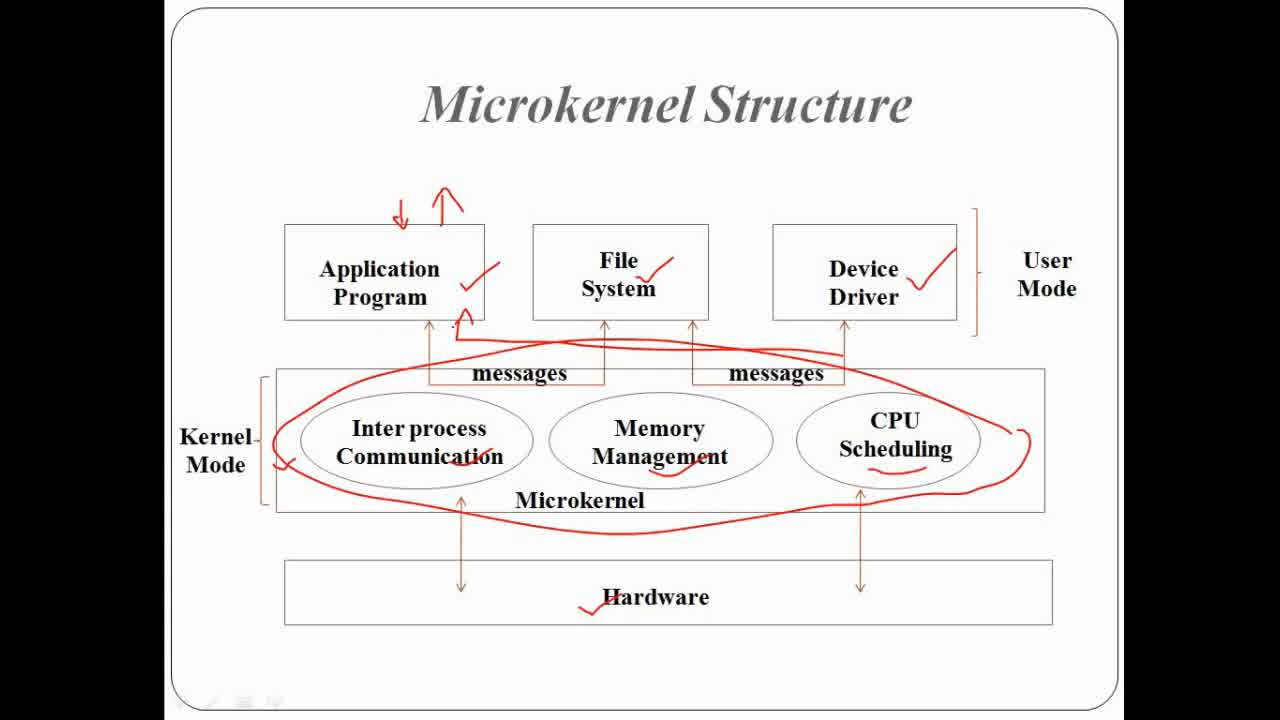 Microkernel Structure
Application
Program
File
System
Device
Driver
User
Mode
messages
messages
Kernel
Mode
Inter process
Communication
Memory
Management
CPU
Scheduling
Microkernel
Hardware